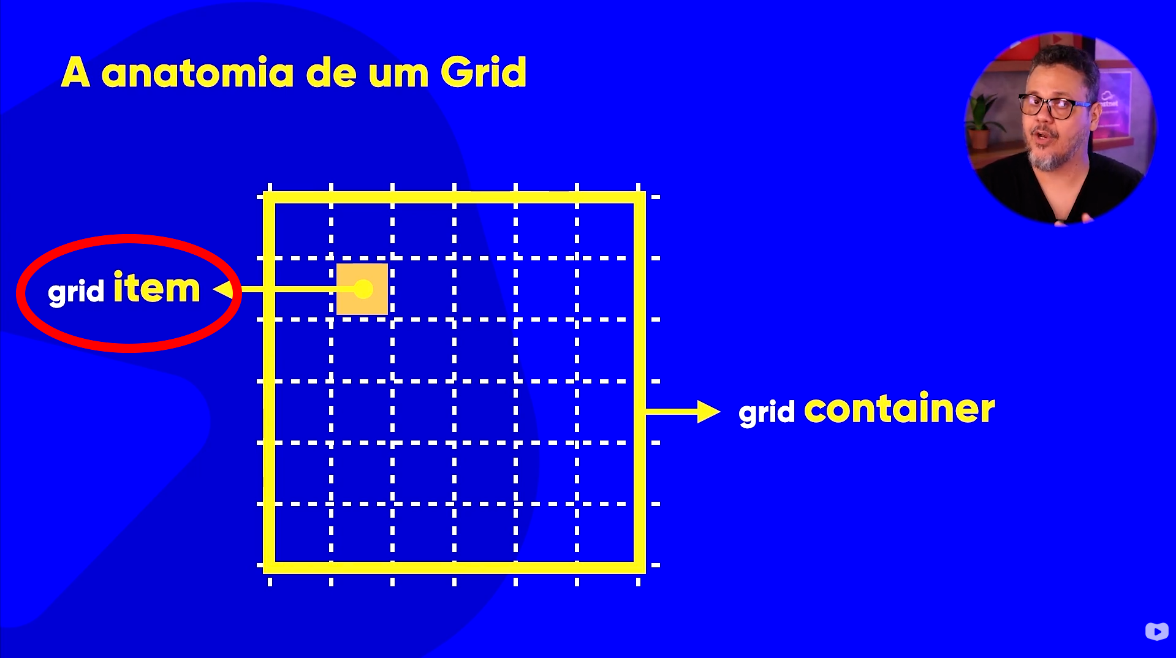 A anatomia de um Grid
grid item
grid container